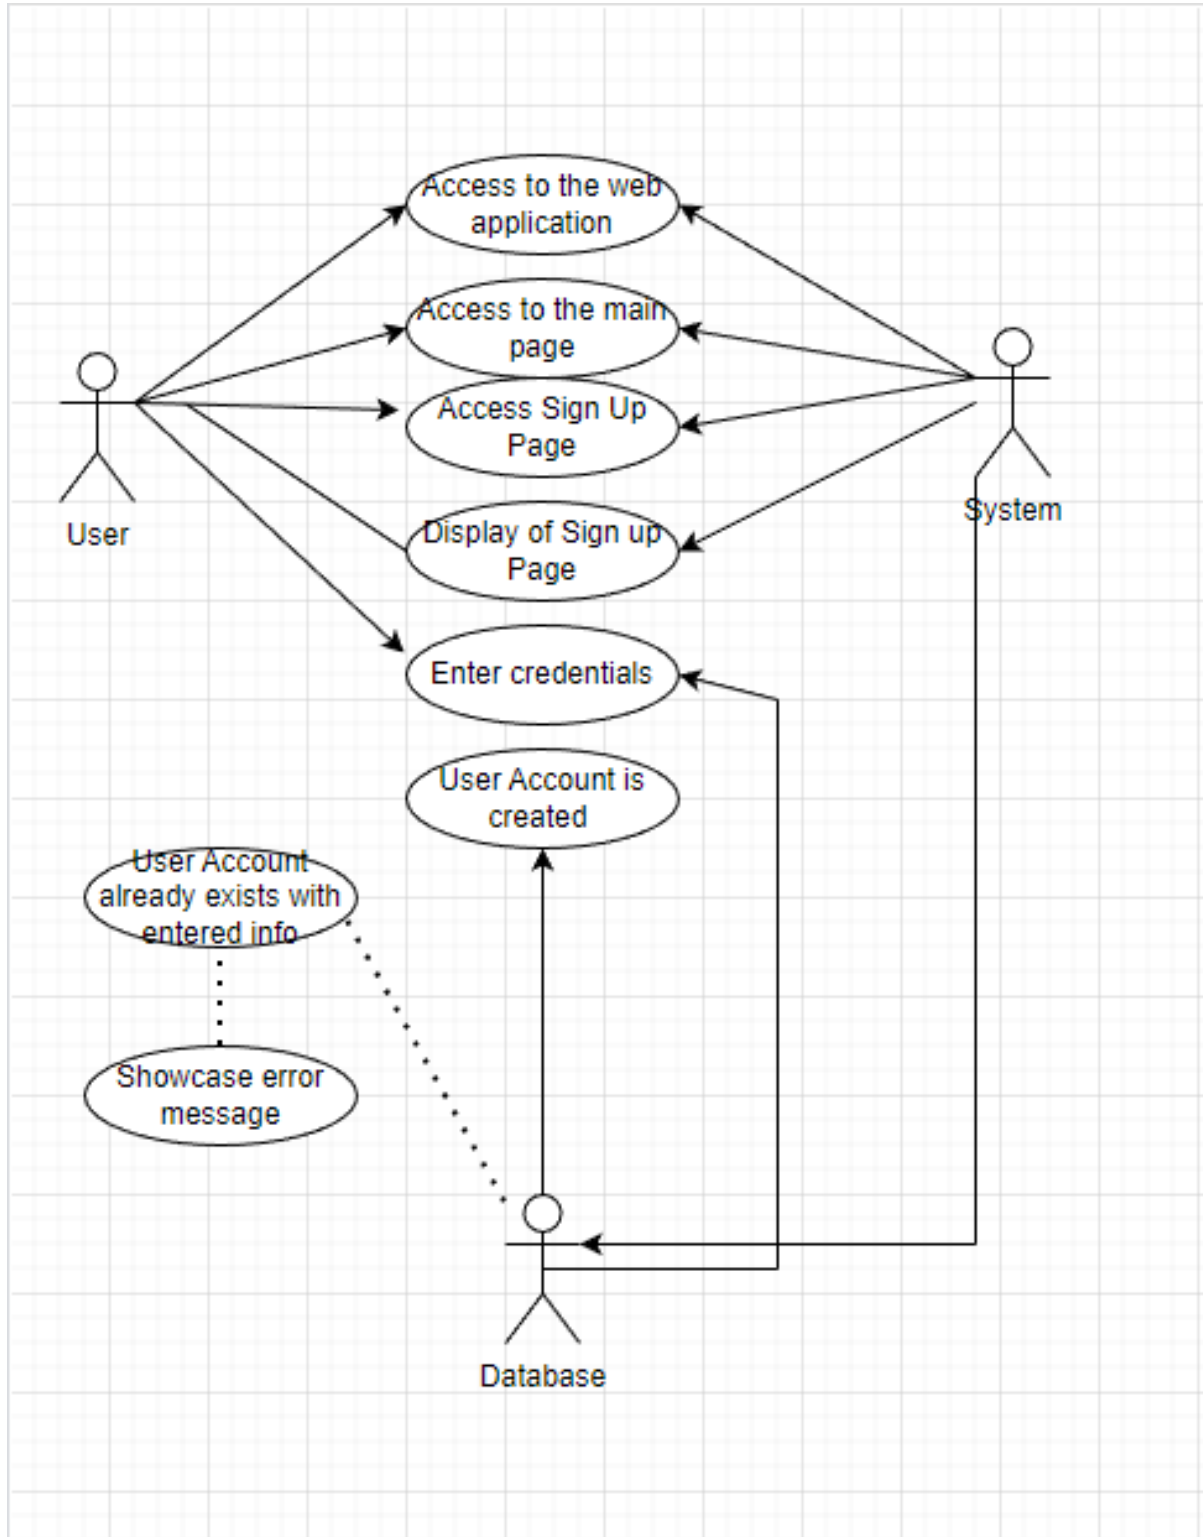 Access to the web
application
Access to the main
page
Access Sign Up
Page
User
System
Display of Sign up
Page
Enter credentials
User Account is
created
User Account
already exists with
entered info
Showcase error
message
Database